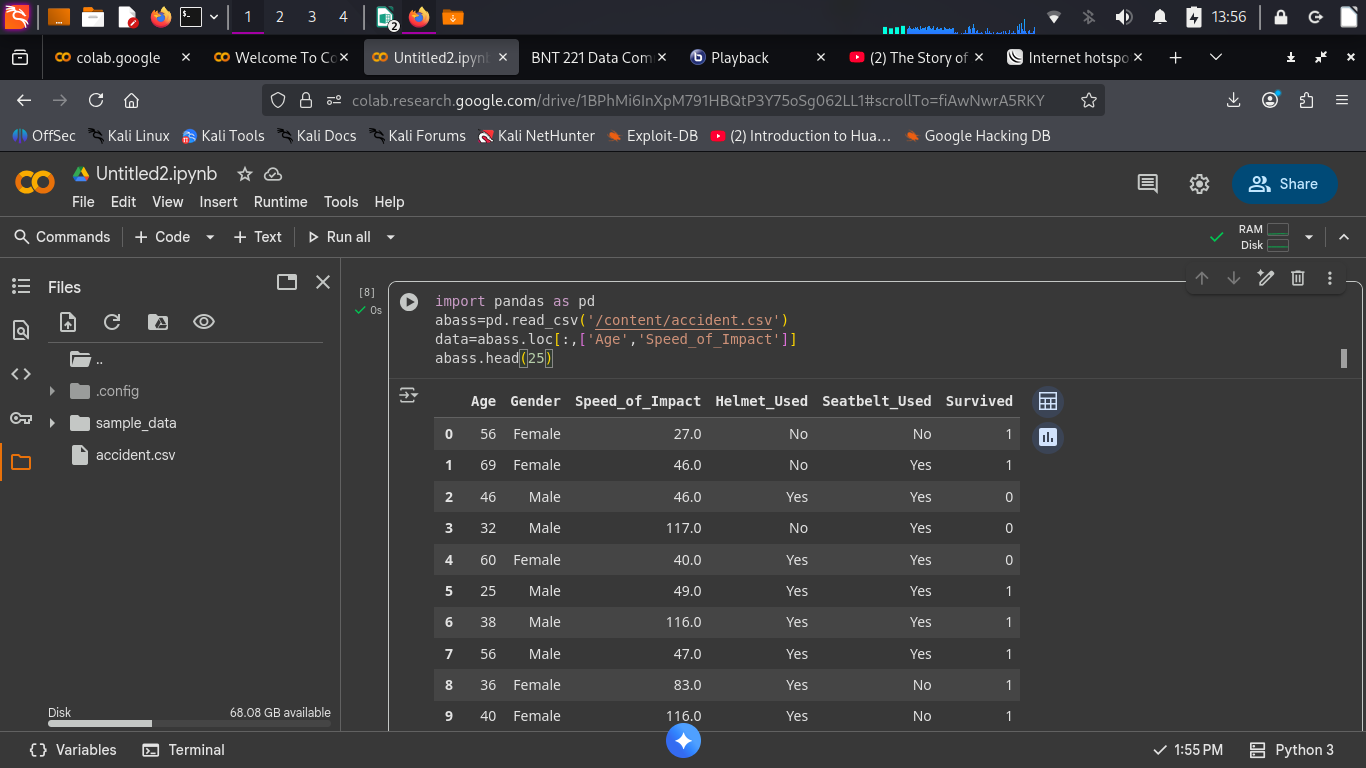 1 2 3 4 2 13:56
colab.google Welcome To Co Untitled2.ipynb BNT 221 Data Com Playback (2) The Story of Internet hotspo
colab.research.google.com/drive/1BPhMi6InXpM791HBQtP3Y75oSg062LL1#scrollTo=fiAwNwrA5RKY
OffSec Kali Linux Kali Tools Kali Docs Kali Forums Kali NetHunter Exploit-DB (2) Introduction to Hua… Google Hacking DB
Untitled2.ipynb
Share
File Edit View Insert Runtime Tools Help
Commands + Code + Text Run all
RAM
Disk
Files
..
.config
sample_data
accident.csv
Disk 68.08 GB available
[8]
0s
import pandas as pd
abass=pd.read_csv('/content/accident.csv')
data=abass.loc[:,['Age','Speed_of_Impact']]
abass.head(25)
Age Gender Speed_of_Impact Helmet_Used Seatbelt_Used Survived
0 56 Female 27.0 No No 1
1 69 Female 46.0 No Yes 1
2 46 Male 46.0 Yes Yes 0
3 32 Male 117.0 No Yes 0
4 60 Female 40.0 Yes Yes 0
5 25 Male 49.0 Yes Yes 1
6 38 Male 116.0 Yes Yes 1
7 56 Male 47.0 Yes Yes 1
8 36 Female 83.0 Yes No 1
9 40 Female 116.0 Yes No 1
Variables Terminal 1:55 PM Python 3